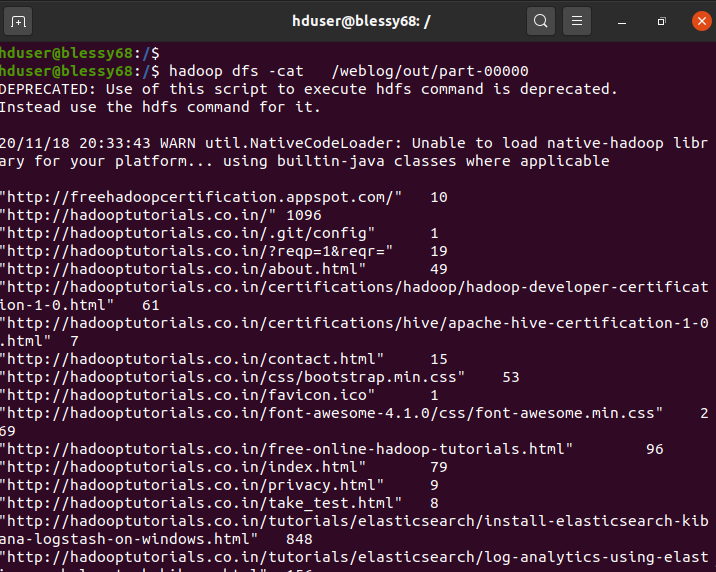 hduser@blessy68: /
hduser@blessy68:/$
hduser@blessy68:/$ hadoop dfs -cat   /weblog/out/part-00000
DEPRECATED: Use of this script to execute hdfs command is deprecated.
Instead use the hdfs command for it.
20/11/18 20:33:43 WARN util.NativeCodeLoader: Unable to load native-hadoop libr
ary for your platform... using builtin-java classes where applicable
"http://freehadoopcertification.appspot.com/"   10
"http://hadooptutorials.co.in/" 1096
"http://hadooptutorials.co.in/.git/config"      1
"http://hadooptutorials.co.in/?reqp=1&reqr="    19
"http://hadooptutorials.co.in/about.html"       49
"http://hadooptutorials.co.in/certifications/hadoop/hadoop-developer-certificat
ion-1-0.html"   61
"http://hadooptutorials.co.in/certifications/hive/apache-hive-certification-1-0
.html"  7
"http://hadooptutorials.co.in/contact.html"     15
"http://hadooptutorials.co.in/css/bootstrap.min.css"    53
"http://hadooptutorials.co.in/favicon.ico"      1
"http://hadooptutorials.co.in/font-awesome-4.1.0/css/font-awesome.min.css"    2
69
"http://hadooptutorials.co.in/free-online-hadoop-tutorials.html"        96
"http://hadooptutorials.co.in/index.html"       79
"http://hadooptutorials.co.in/privacy.html"     9
"http://hadooptutorials.co.in/take_test.html"   8
"http://hadooptutorials.co.in/tutorials/elasticsearch/install-elasticsearch-kib
ana-logstash-on-windows.html"   848
"http://hadooptutorials.co.in/tutorials/elasticsearch/log-analytics-using-elast